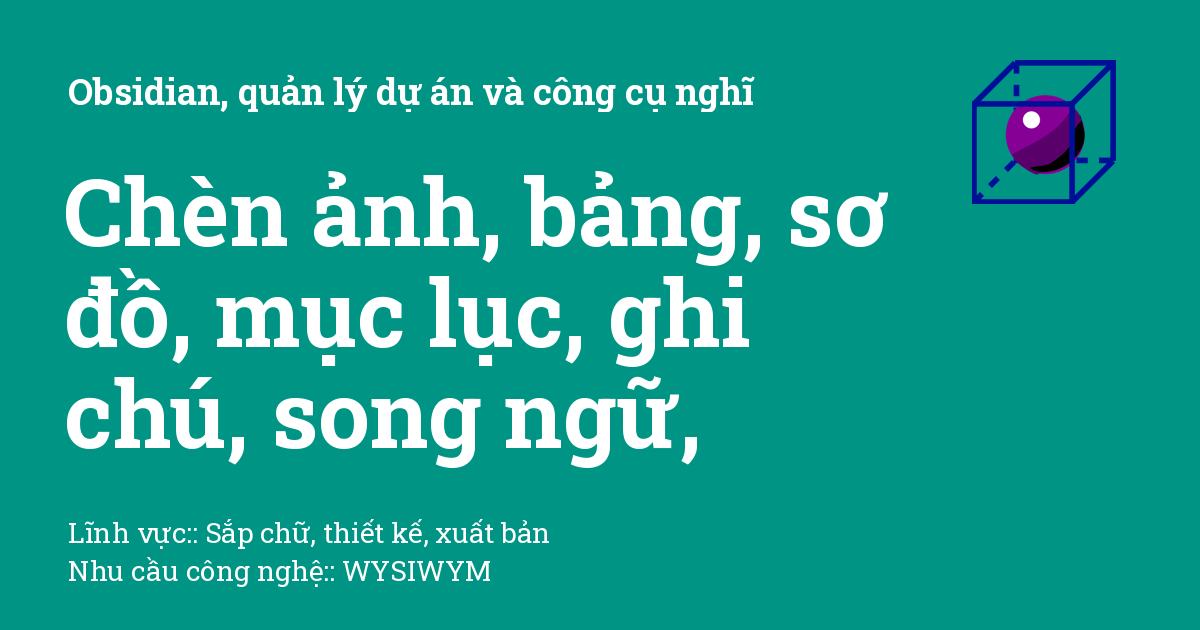 Obsidian, quản lý dự án và công cụ nghĩ
Chèn ảnh, bảng, sơ
đồ, mục lục, ghi
chú, song ngữ,
Lĩnh vực:: Sắp chữ, thiết kế, xuất bản
Nhu cầu công nghệ:: WYSIWYM